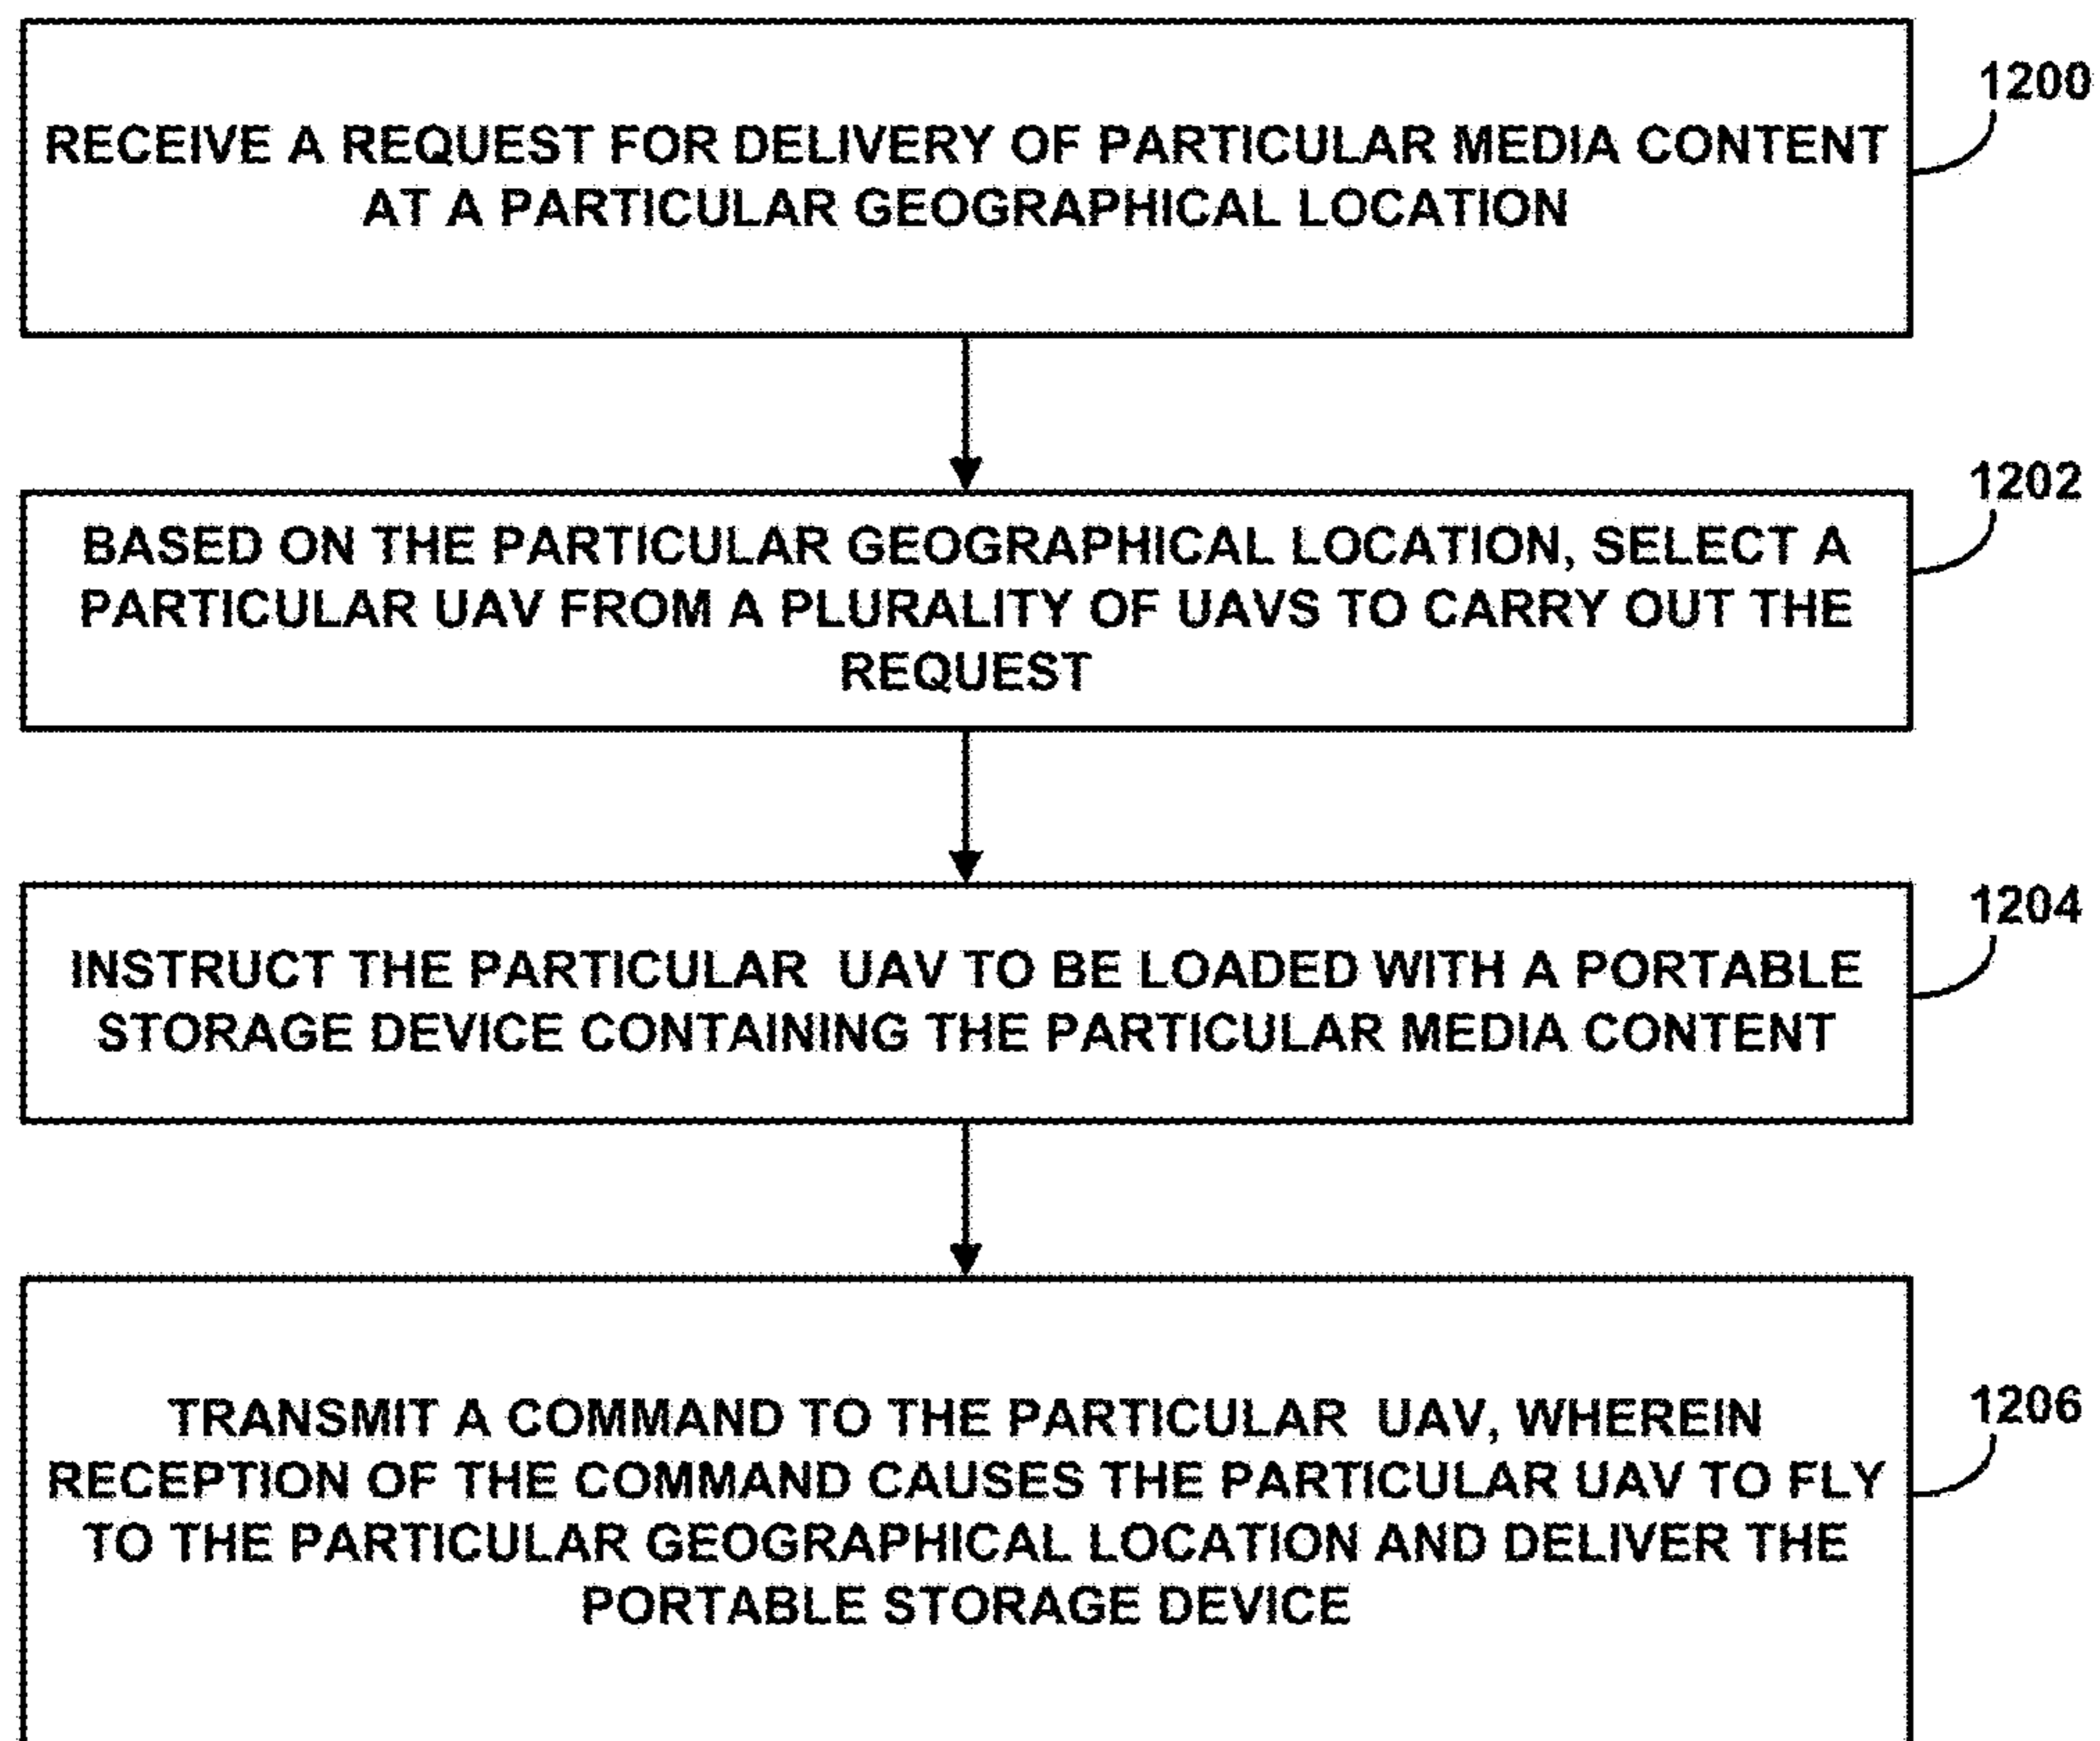 1200
RECEIVE A REQUEST FOR DELIVERY OF PARTICULAR MEDIA CONTENT
AT A PARTICULAR GEOGRAPHICAL LOCATION
1202
BASED ON THE PARTICULAR GEOGRAPHICAL LOCATION, SELECT A
PARTICULAR UAV FROM A PLURALITY OF UAVS TO CARRY OUT THE
REQUEST
1204
INSTRUCT THE PARTICULAR UAV TO BE LOADED WITH A PORTABLE
STORAGE DEVICE CONTAINING THE PARTICULAR MEDIA CONTENT
1206
TRANSMIT A COMMAND TO THE PARTICULAR UAV, WHEREIN
RECEPTION OF THE COMMAND CAUSES THE PARTICULAR UAV TO FLY
TO THE PARTICULAR GEOGRAPHICAL LOCATION AND DELIVER THE
PORTABLE STORAGE DEVICE